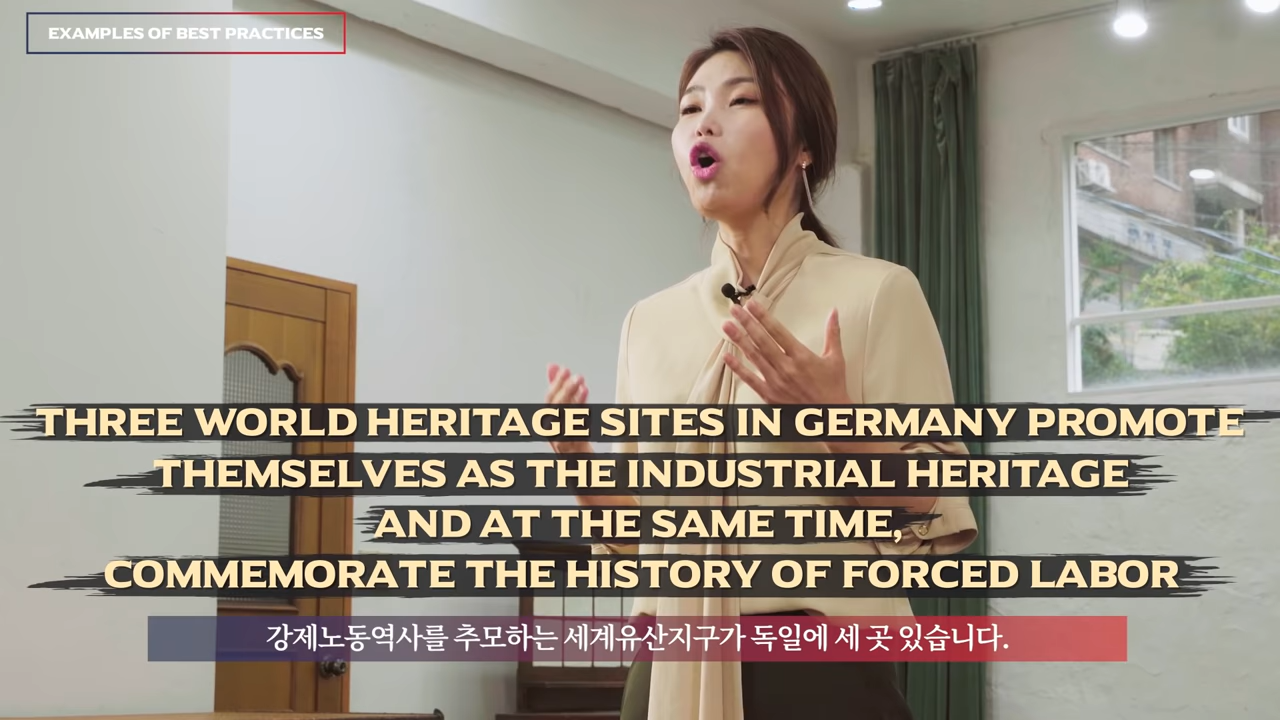 EXAMPLES OF BEST PRACTICES
THREE WORLD HERITAGE SITES IN GERMANY PROMOTE
THEMSELVES AS THE INDUSTRIAL HERITAGE
AND AT THE SAME TIME,
COMMEMORATE THE HISTORY OF FORCED LABOR
강제노동역사를 추모하는 세계유산지구가 독일에 세 곳 있습니다.